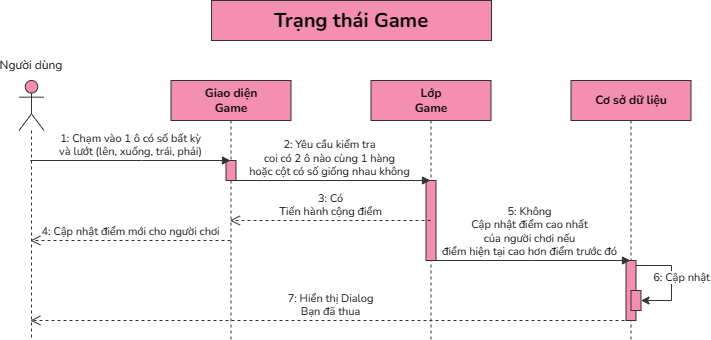 Trạng thái Game
Người dùng
Giao diện
Game
Lớp
Game
Cơ sở dữ liệu
1: Chạm vào 1 ô có số bất kỳ
và lướt (lên, xuống, trái, phải)
2: Yêu cầu kiểm tra
coi có 2 ô nào cùng 1 hàng
hoặc cột có số giống nhau không
3: Có
Tiến hành cộng điểm
4: Cập nhật điểm mới cho người chơi
5: Không
Cập nhật điểm cao nhất
của người chơi nếu
điểm hiện tại cao hơn điểm trước đó
6: Cập nhật
7: Hiển thị Dialog
Bạn đã thua